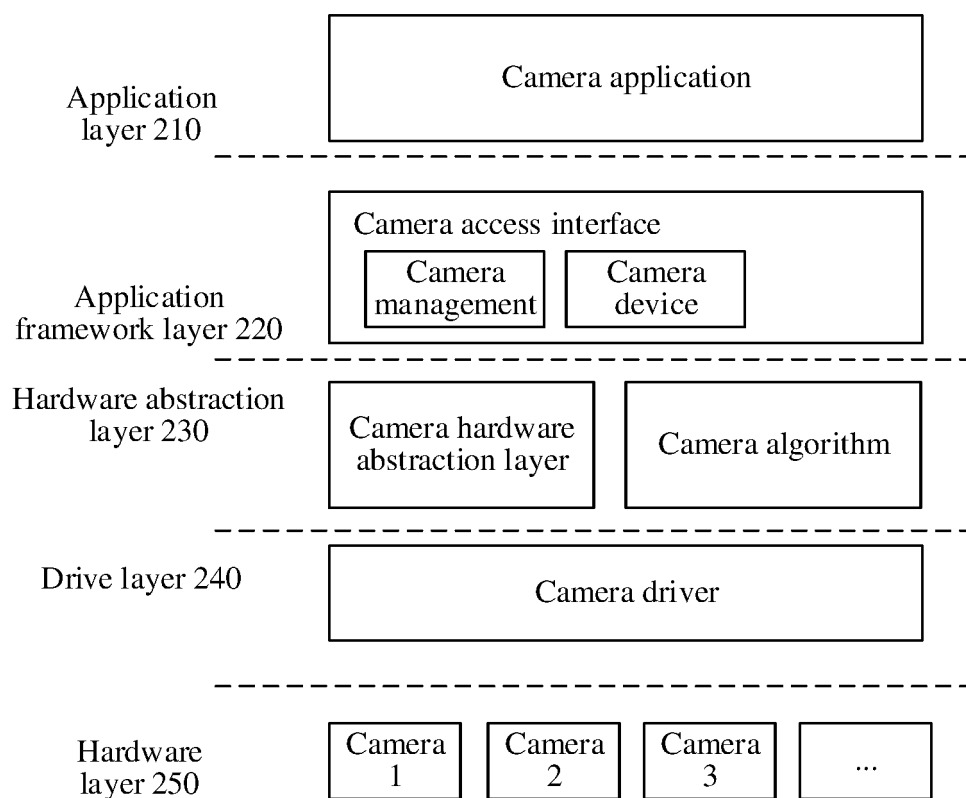 Camera application
Application
layer 210
Camera access interface
Camera
management
Camera
device
Application
framework layer 220
Hardware abstraction
layer 230
Camera hardware
abstraction layer
Camera algorithm
Drive layer 240
Camera driver
Hardware
layer 250
Camera
1
Camera
2
Camera
3
...